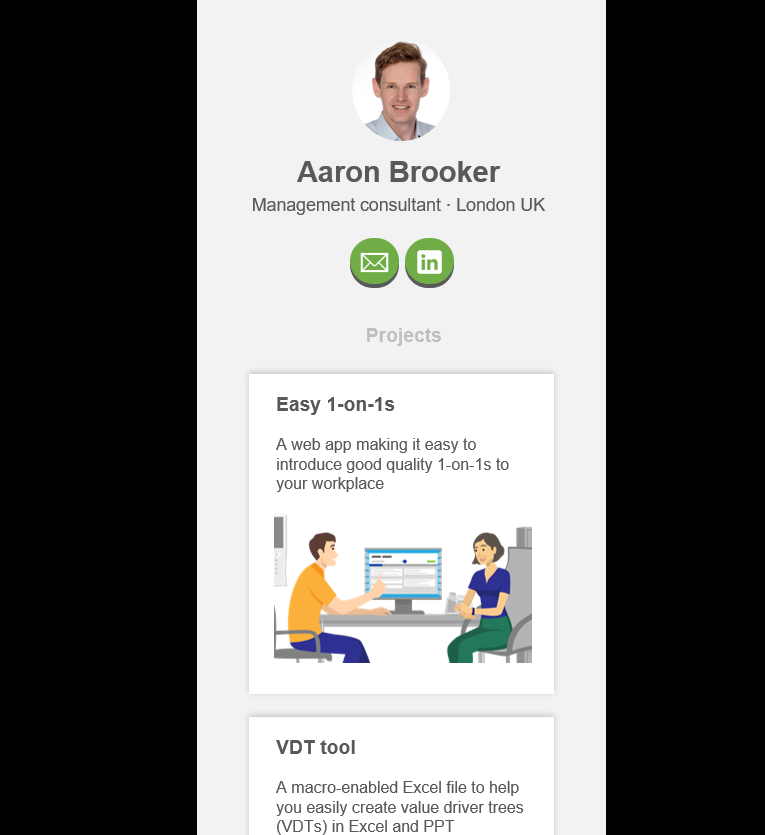 Aaron Brooker
Management consultant · London UK
in
Projects
Easy 1-on-1s
A web app making it easy to
introduce good quality 1-on-1s to
your workplace
VDT tool
A macro-enabled Excel file to help
you easily create value driver trees
(VDTs) in Excel and PPT